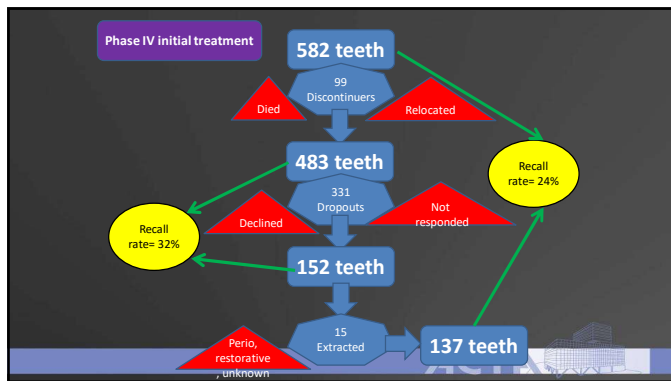 Phase IV initial treatment
582 teeth
99
Discontinuers
Died
Relocated
483 teeth
Recall
rate= 24%
331
Dropouts
Declined
Not
responded
Recall
rate= 32%
152 teeth
15
Extracted
Perio,
restorative
, unknown
137 teeth